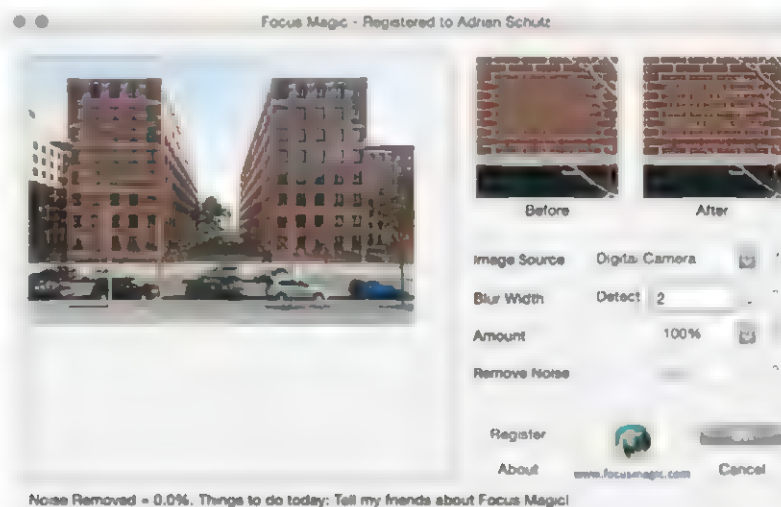 Focus Magic - Registered to Adrian Schutz
Before
After
Image Source
Digital Camera
Blur Width
Detect
2
Amount
100%
Remove Noise
Register
About
www.focusmagic.com
Cancel
Noise Removed = 0.0%. Things to do today: Tell my friends about Focus Magic!